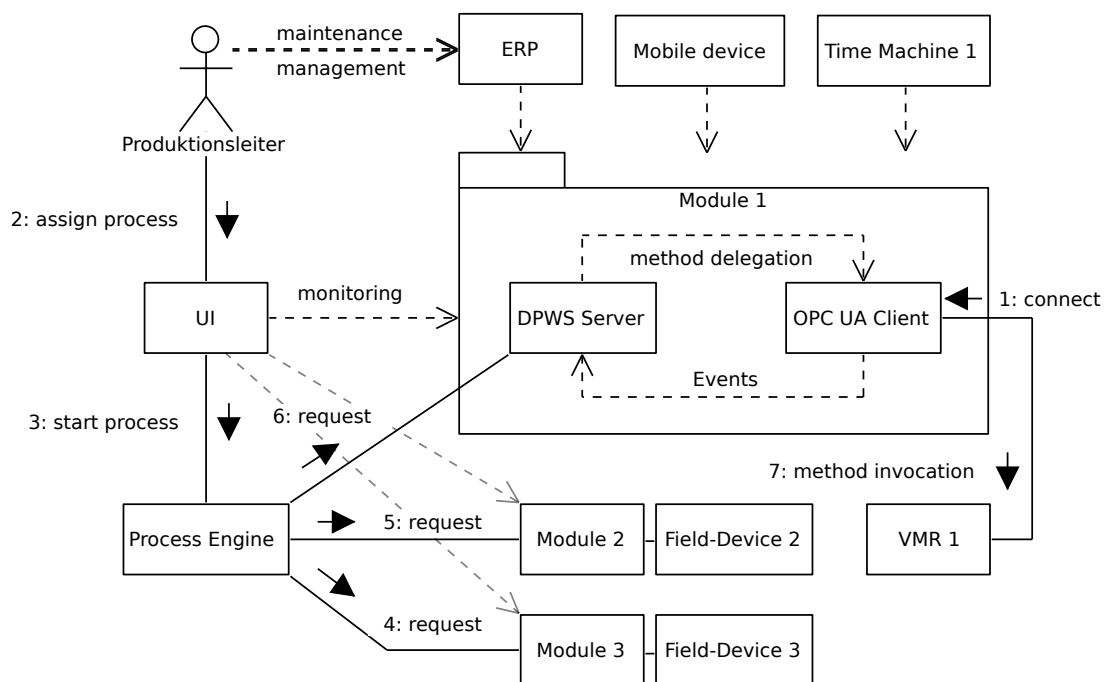 maintenance
management
ERP
Mobile device
Time Machine 1
Produktionsleiter
Module 1
2: assign process
method delegation
monitoring
1: connect
UI
DPWS Server
OPC UA Client
Events
3: start process
6: request
7: method invocation
5: request
Process Engine
Module 2
Field-Device 2
VMR 1
4: request
Module 3
Field-Device 3